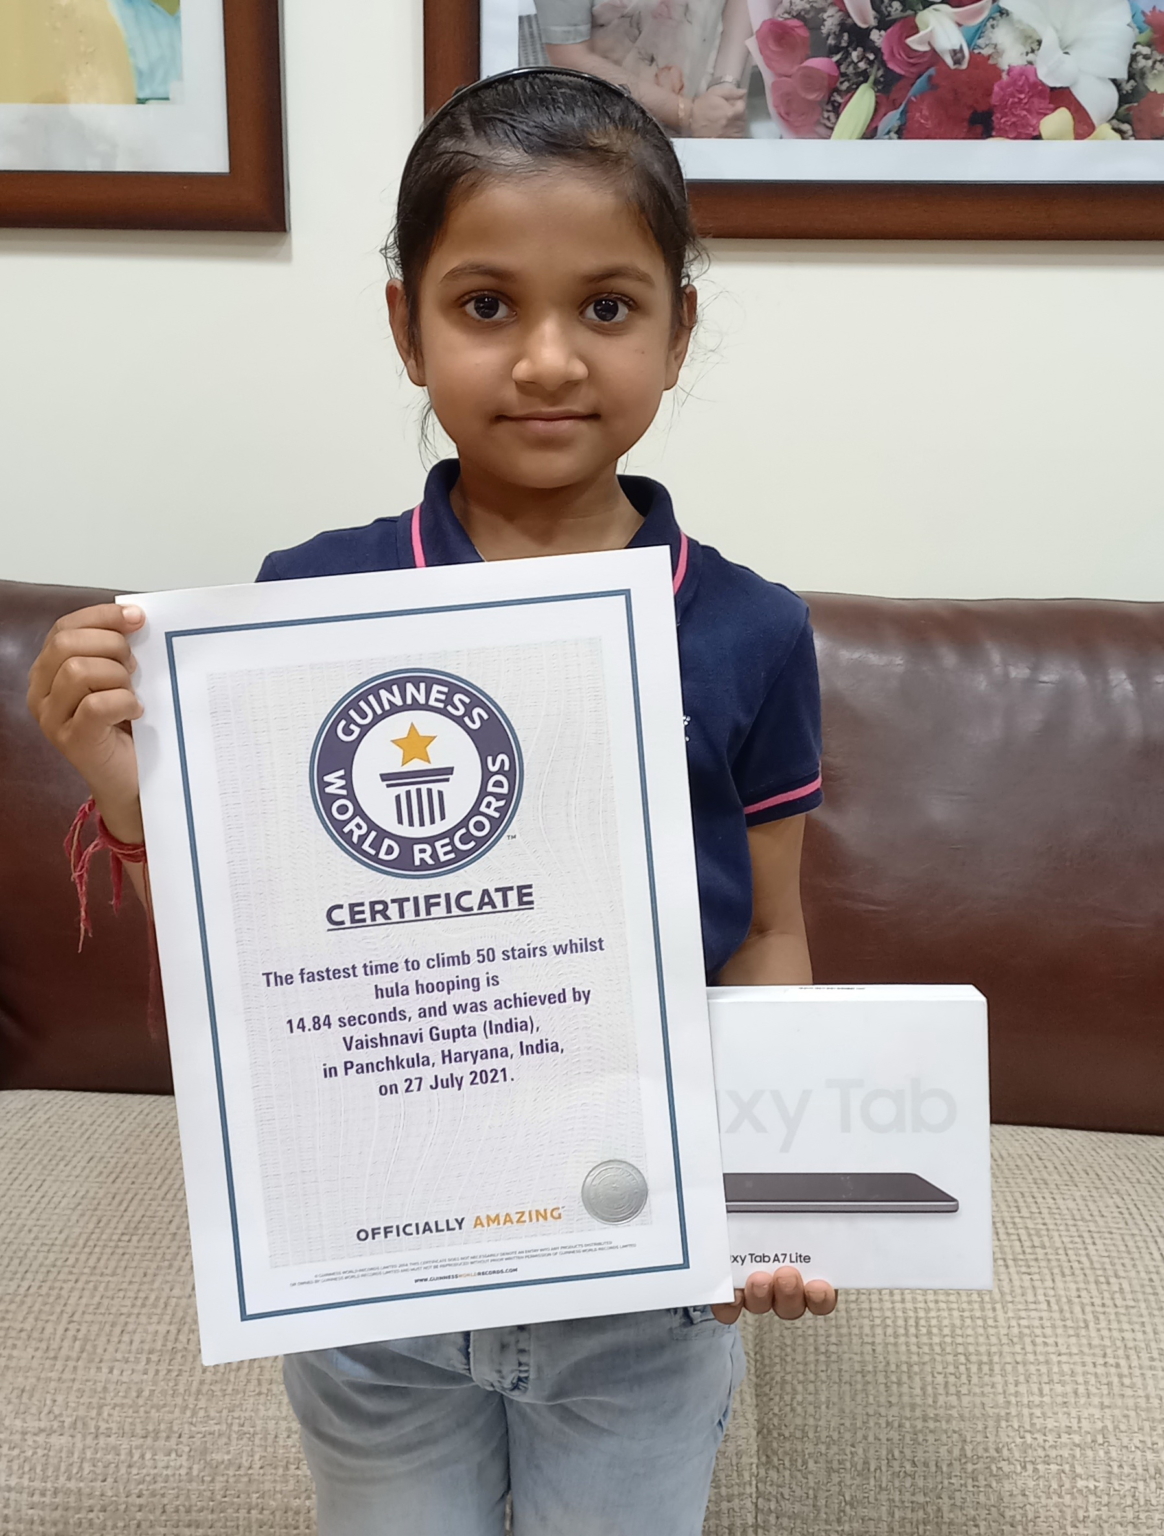 GUINNESS
WORLD RECORDS
™
CERTIFICATE
The fastest time to climb 50 stairs whilst
hula hooping is
14.84 seconds, and was achieved by
Vaishnavi Gupta (India),
in Panchkula, Haryana, India,
on 27 July 2021.
OFFICIALLY AMAZING
WWW.GUINNESSWORLDRECORDS.COM
xy Tab
xy Tab A7 Lite